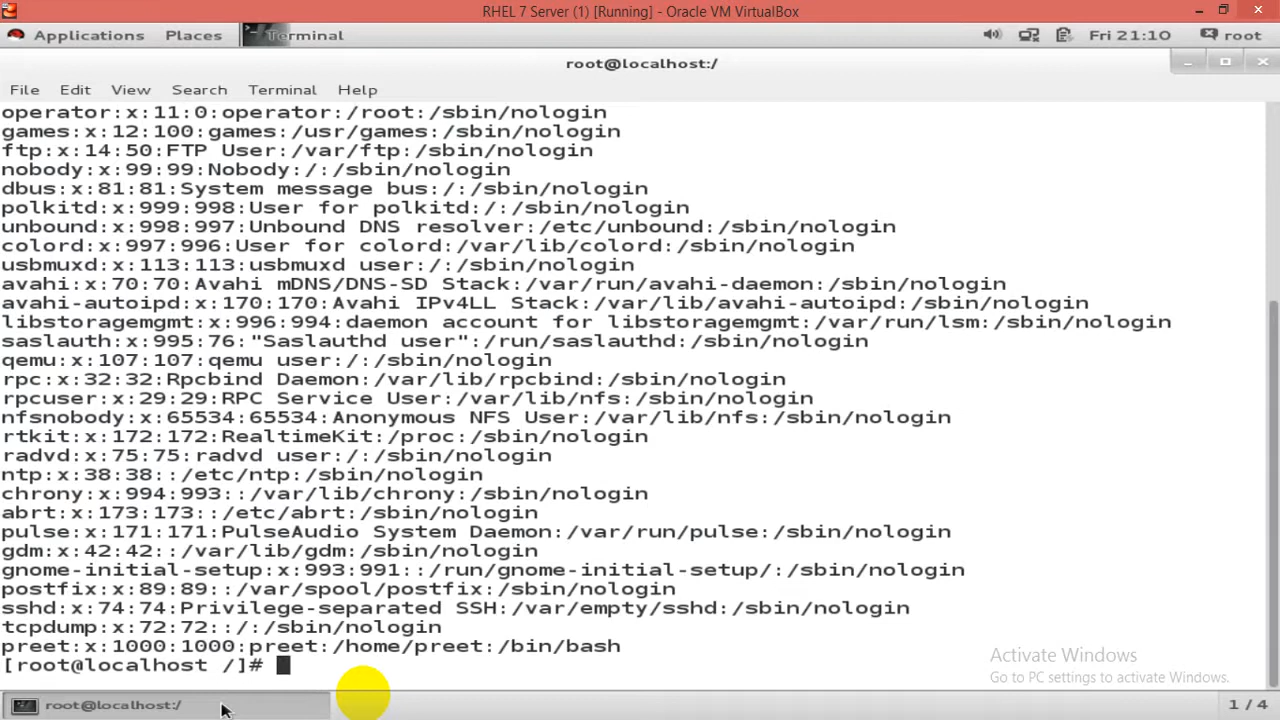 RHEL 7 Server (1) [Running] - Oracle VM VirtualBox
Applications Places Terminal Fri 21:10 root
root@localhost:/
File Edit View Search Terminal Help
operator:x:11:0:operator:/root:/sbin/nologin
games:x:12:100:games:/usr/games:/sbin/nologin
ftp:x:14:50:FTP User:/var/ftp:/sbin/nologin
nobody:x:99:99:Nobody:/:/sbin/nologin
dbus:x:81:81:System message bus:/:/sbin/nologin
polkitd:x:999:998:User for polkitd:/:/sbin/nologin
unbound:x:998:997:Unbound DNS resolver:/etc/unbound:/sbin/nologin
colord:x:997:996:User for colord:/var/lib/colord:/sbin/nologin
usbmuxd:x:113:113:usbmuxd user:/:/sbin/nologin
avahi:x:70:70:Avahi mDNS/DNS-SD Stack:/var/run/avahi-daemon:/sbin/nologin
avahi-autoipd:x:170:170:Avahi IPv4LL Stack:/var/lib/avahi-autoipd:/sbin/nologin
libstoragemgmt:x:996:994:daemon account for libstoragemgmt:/var/run/lsm:/sbin/nologin
saslauth:x:995:76:"Saslauthd user":/run/saslauthd:/sbin/nologin
qemu:x:107:107:qemu user:/:/sbin/nologin
rpc:x:32:32:Rpcbind Daemon:/var/lib/rpcbind:/sbin/nologin
rpcuser:x:29:29:RPC Service User:/var/lib/nfs:/sbin/nologin
nfsnobody:x:65534:65534:Anonymous NFS User:/var/lib/nfs:/sbin/nologin
rtkit:x:172:172:RealtimeKit:/proc:/sbin/nologin
radvd:x:75:75:radvd user:/:/sbin/nologin
ntp:x:38:38::/etc/ntp:/sbin/nologin
chrony:x:994:993::/var/lib/chrony:/sbin/nologin
abrt:x:173:173::/etc/abrt:/sbin/nologin
pulse:x:171:171:PulseAudio System Daemon:/var/run/pulse:/sbin/nologin
gdm:x:42:42::/var/lib/gdm:/sbin/nologin
gnome-initial-setup:x:993:991::/run/gnome-initial-setup/:/sbin/nologin
postfix:x:89:89::/var/spool/postfix:/sbin/nologin
sshd:x:74:74:Privilege-separated SSH:/var/empty/sshd:/sbin/nologin
tcpdump:x:72:72::/:/sbin/nologin
preet:x:1000:1000:preet:/home/preet:/bin/bash
[root@localhost /]#
Activate Windows
Go to PC settings to activate Windows.
root@localhost:/ 1 / 4